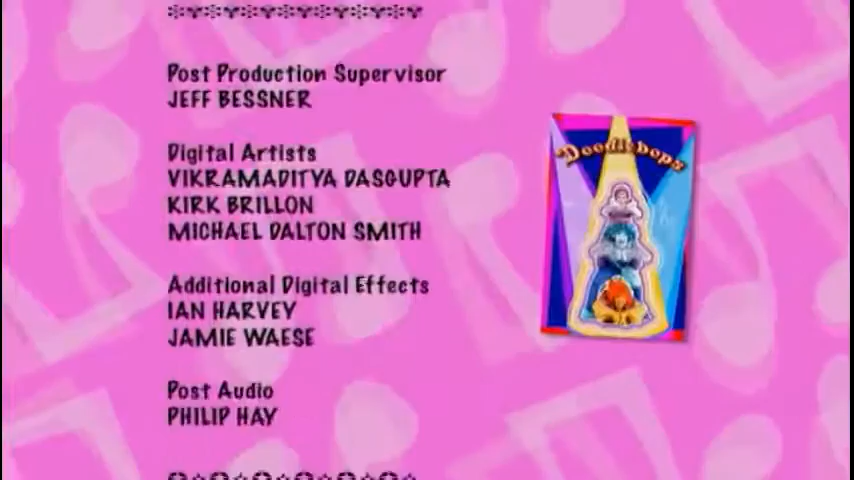 Post Production Supervisor
JEFF BESSNER
Digital Artists
VIKRAMADITYA DASGUPTA
KIRK BRILLON
MICHAEL DALTON SMITH
Additional Digital Effects
IAN HARVEY
JAMIE WAESE
Post Audio
PHILIP HAY
Doodlebops